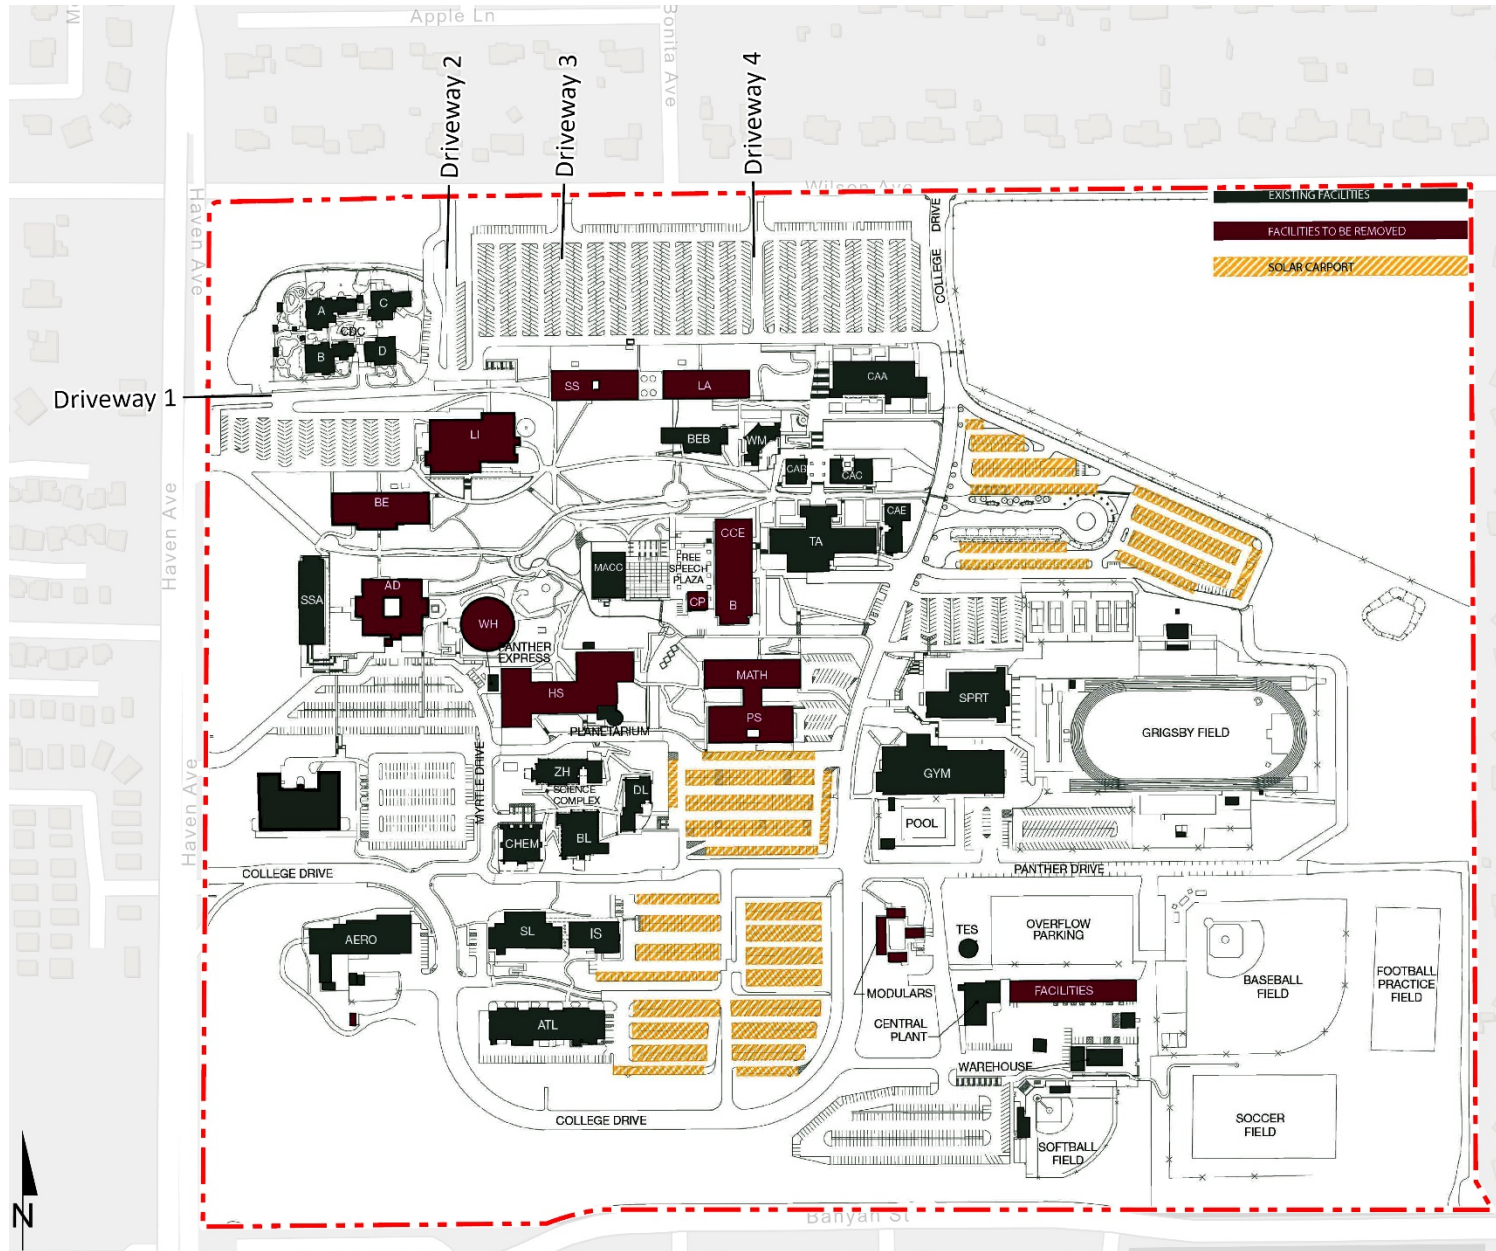 Apple Ln
Bonita Ave
Driveway 2
Driveway 3
Driveway 4
Wilson Ave
Haven Ave
COLLEGE DRIVE
EXISTING FACILITIES
FACILITIES TO BE REMOVED
SOLAR CARPORT
A
C
CDC
B
D
Driveway 1
SS
LA
CAA
LI
BEB
WM
CAB
CAC
BE
CAE
CCE
TA
MACC
FREE
SPEECH
PLAZA
Haven Ave
SSA
AD
CP
B
WH
PANTHER
EXPRESS
HS
MATH
PS
SPRT
PLANETARIUM
GRIGSBY FIELD
MYRTLE DRIVE
ZH
SCIENCE
COMPLEX
DL
GYM
Haven Ave
CHEM
BL
POOL
COLLEGE DRIVE
PANTHER DRIVE
AERO
SL
IS
TES
OVERFLOW
PARKING
MODULARS
FACILITIES
BASEBALL
FIELD
FOOTBALL
PRACTICE
FIELD
ATL
CENTRAL
PLANT
WAREHOUSE
COLLEGE DRIVE
SOFTBALL
FIELD
SOCCER
FIELD
N
Banyan St